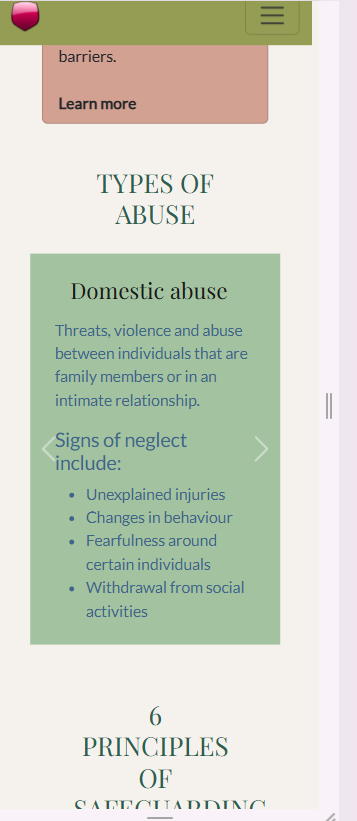 barriers.
Learn more
TYPES OF
ABUSE
Domestic abuse
Threats, violence and abuse
between individuals that are
family members or in an
intimate relationship.
Signs of neglect
include:
Unexplained injuries
Changes in behaviour
Fearfulness around
certain individuals
Withdrawal from social
activities
6
PRINCIPLES
OF
SAFEGUARDING